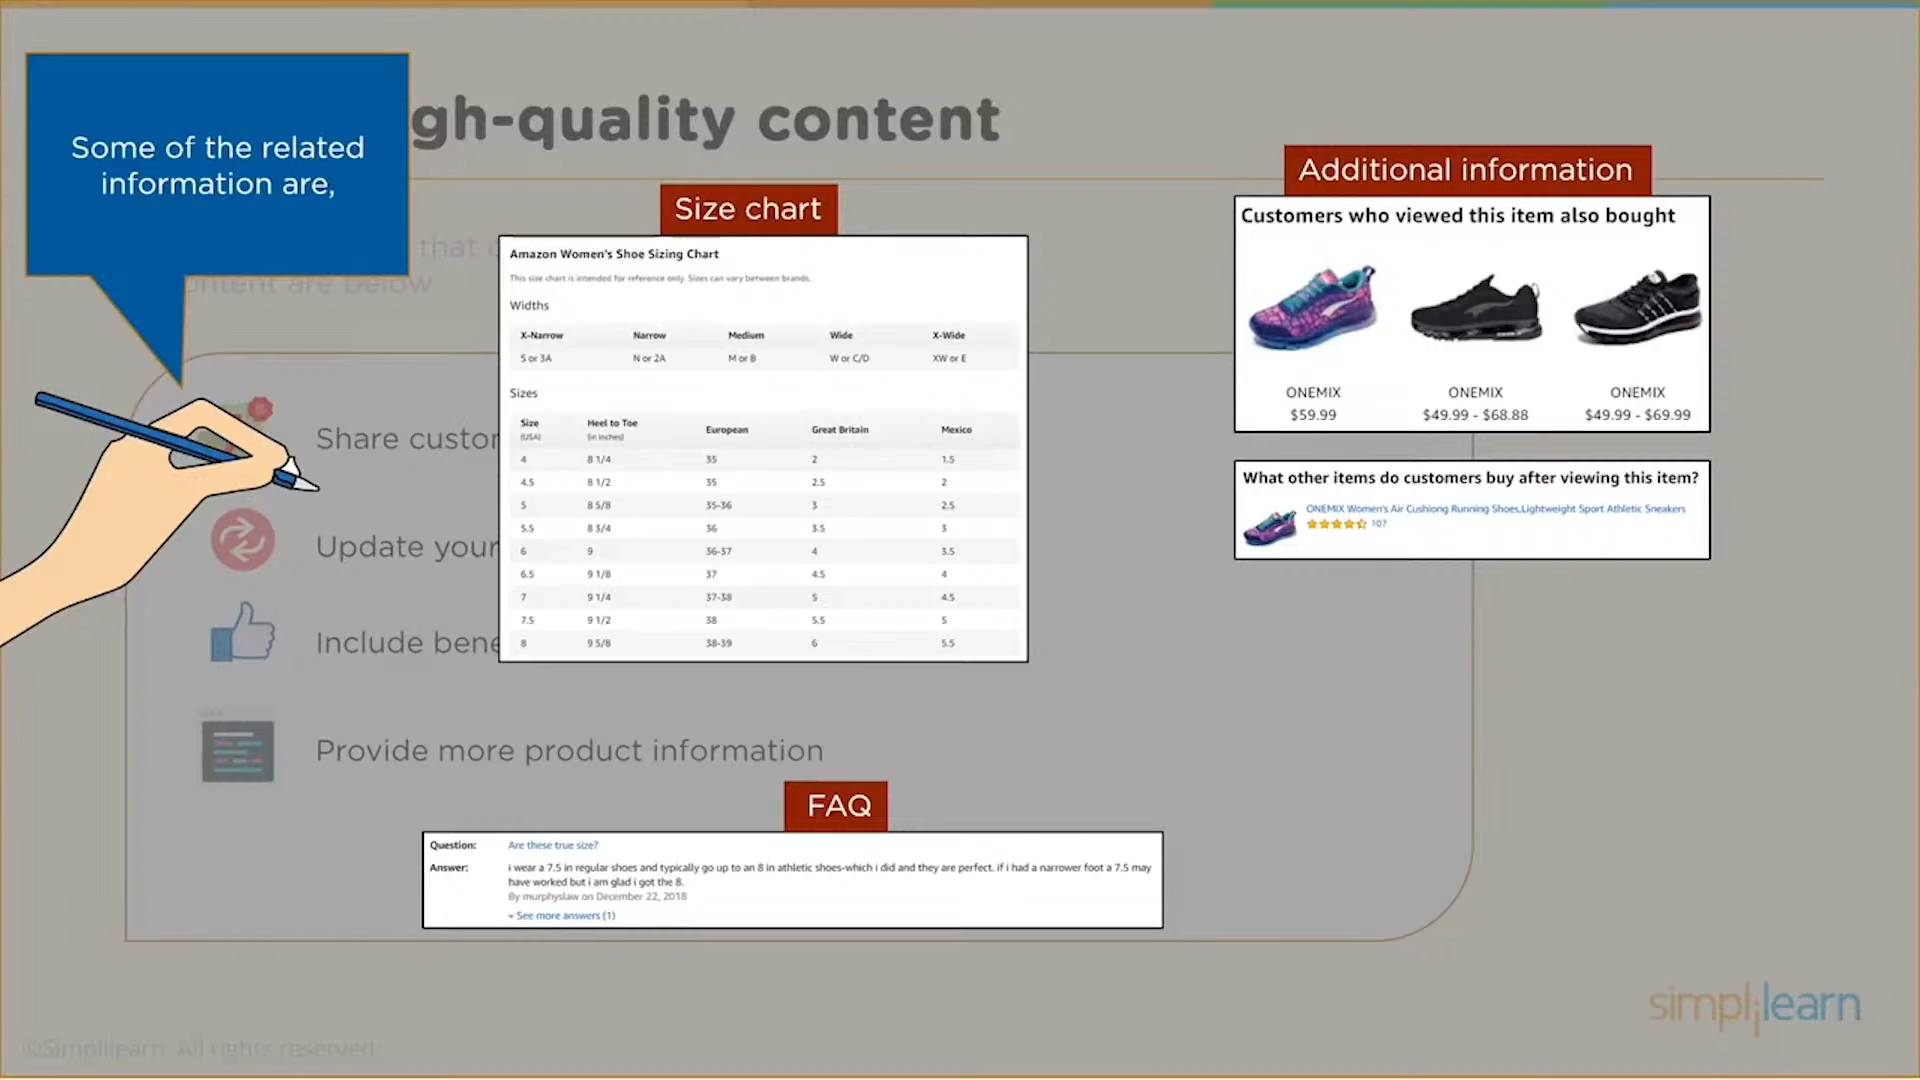 gh-quality content
Some of the related
information are,
that
ontent are below
Share custor
Update your
Include bene
Provide more product information
Size chart
Amazon Women's Shoe Sizing Chart
This size chart is intended for reference only. Sizes can vary between brands.
Widths
X-Narrow Narrow Medium Wide X-Wide
S or 3A N or 2A M or B W or C/D XW or E
Sizes
Size Heel to Toe European Great Britain Mexico
(USA) (in inches)
4 8 1/4 35 2 1.5
4.5 8 1/2 35 2.5 2
5 8 5/8 35-36 3 2.5
5.5 8 3/4 36 3.5 3
6 9 36-37 4 3.5
6.5 9 1/8 37 4.5 4
7 9 1/4 37-38 5 4.5
7.5 9 1/2 38 5.5 5
8 9 5/8 38-39 6 5.5
Additional information
Customers who viewed this item also bought
ONEMIX ONEMIX ONEMIX
$59.99 $49.99 - $68.88 $49.99 - $69.99
What other items do customers buy after viewing this item?
ONEMIX Women's Air Cushiong Running Shoes,Lightweight Sport Athletic Sneakers
107
FAQ
Question: Are these true size?
Answer: i wear a 7.5 in regular shoes and typically go up to an 8 in athletic shoes-which i did and they are perfect. if i had a narrower foot a 7.5 may
have worked but i am glad i got the 8.
By murphyslaw on December 22, 2018
See more answers (1)
simplilearn
©Simplilearn. All rights reserved.